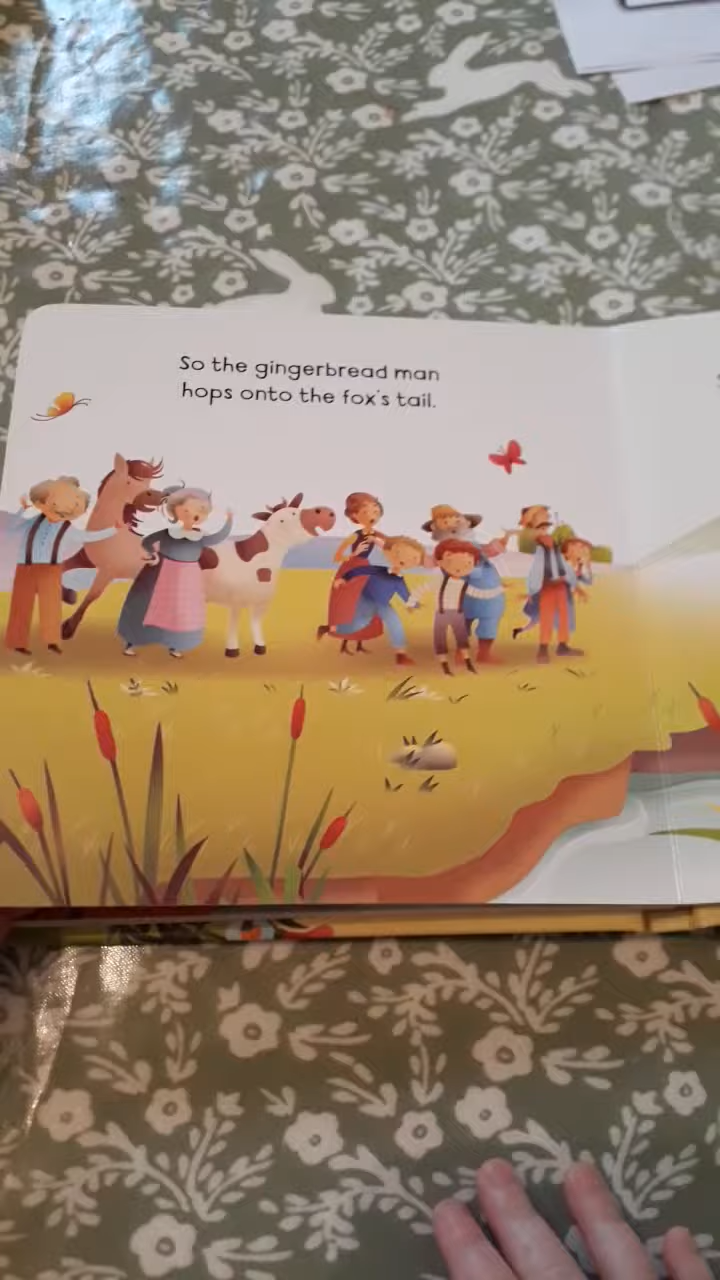 So the gingerbread man
hops onto the fox's tail.